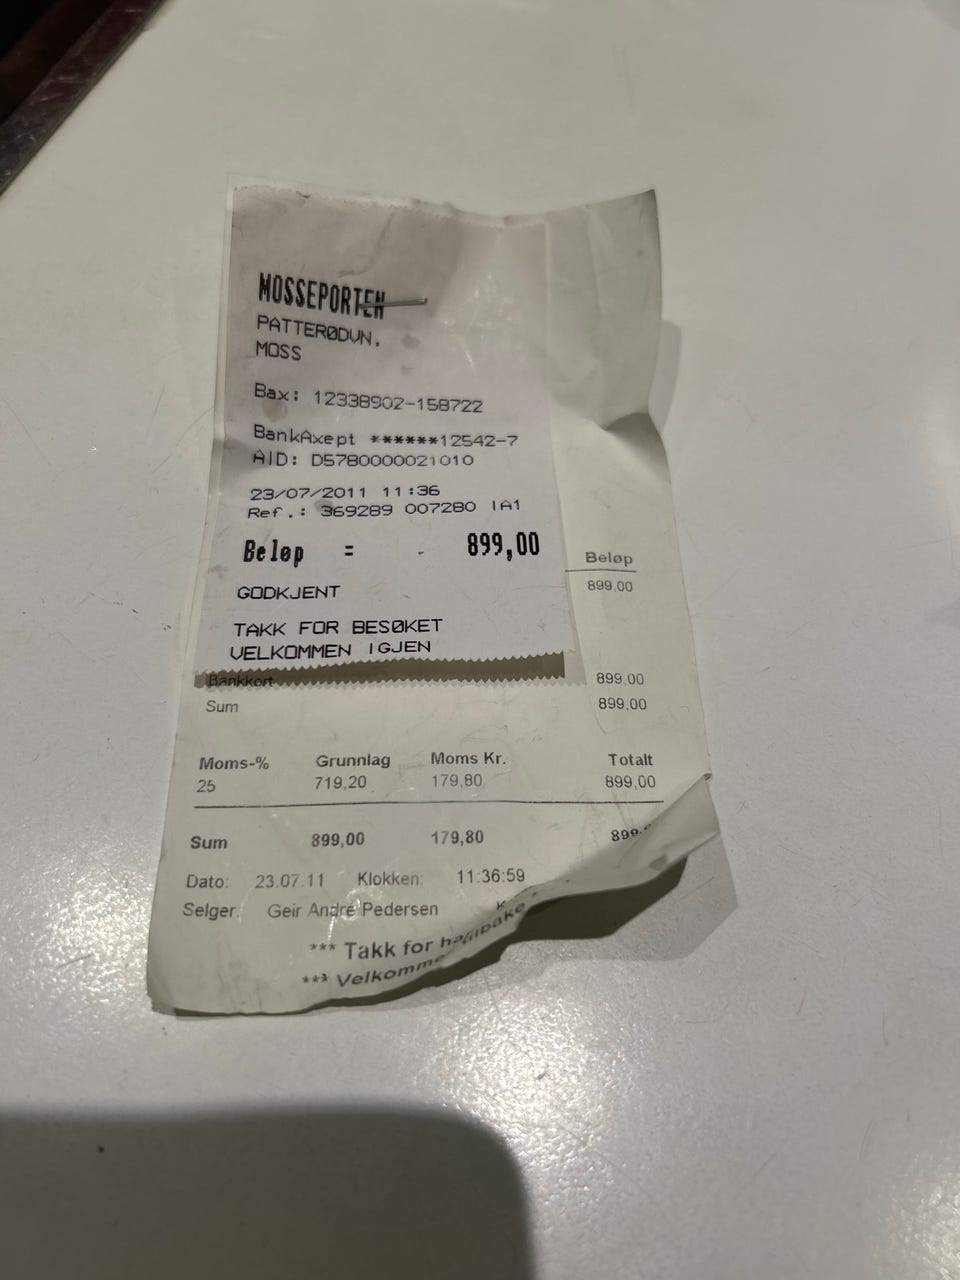 MOSSEPORTEN
PATTERØDVN.
MOSS
Bax: 12338902-158722
BankAxept ******12542-7
AID: D5780000021010
23/07/2011 11:36
Ref.: 369289 007280 IA1
Beløp = 899,00
GODKJENT
TAKK FOR BESØKET
VELKOMMEN IGJEN
Beløp
899,00
Bankkort 899,00
Sum 899,00
Moms-% Grunnlag Moms Kr. Totalt
25 719,20 179,80 899,00
Sum 899,00 179,80 899,
Dato: 23.07.11 Klokken: 11:36:59
Selger: Geir Andre Pedersen
*** Takk for
***